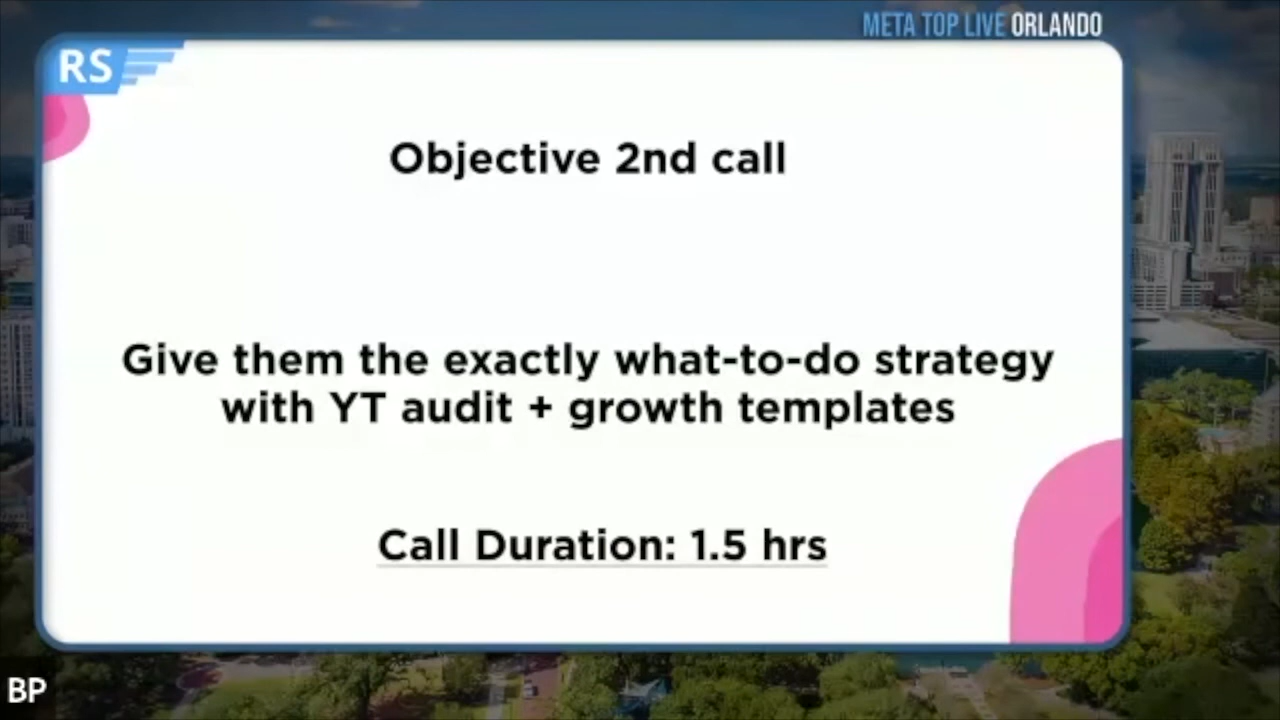 META TOP LIVE ORLANDO
RS
Objective 2nd call
Give them the exactly what-to-do strategy
with YT audit + growth templates
Call Duration: 1.5 hrs
BP